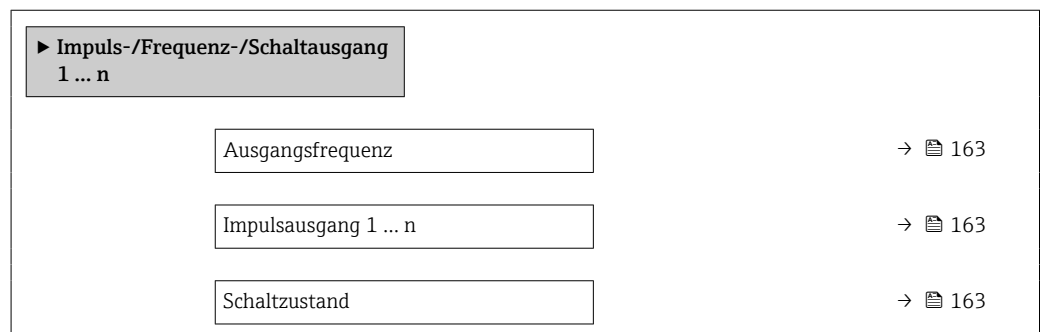 ▶ Impuls-/Frequenz-/Schaltausgang
1 ... n
Ausgangsfrequenz → 163
Impulsausgang 1 ... n → 163
Schaltzustand → 163